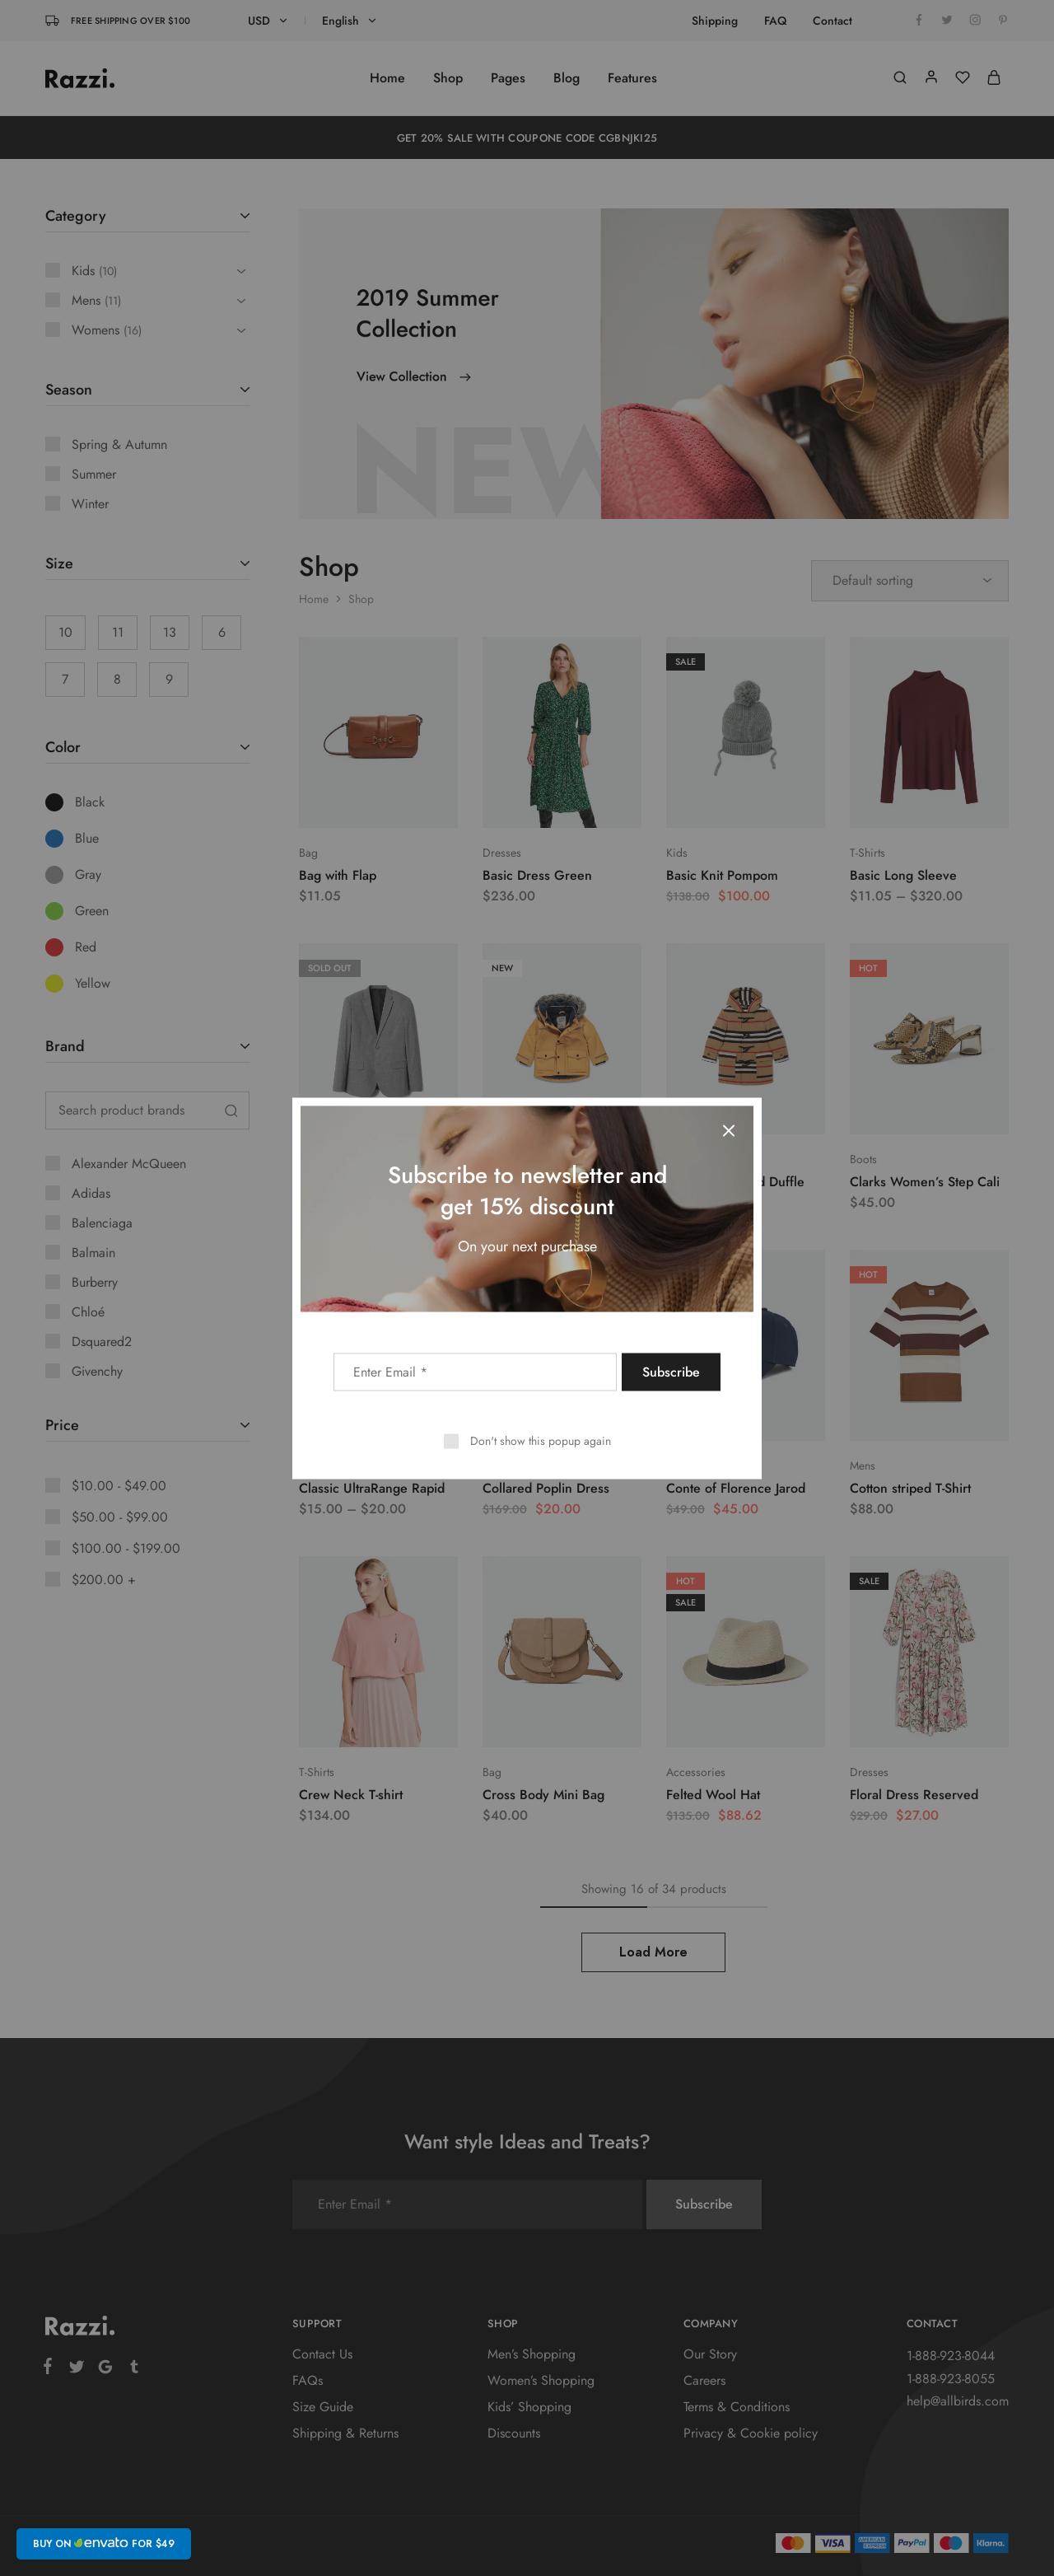 FREE SHIPPING OVER $100
USD
English
Shipping
FAQ
Contact
Razzi.
Home
Shop
Pages
Blog
Features
GET 20% SALE WITH COUPONE CODE CGBNJKI25
Category
Kids (10)
Mens (11)
Womens (16)
Season
Spring & Autumn
Summer
Winter
Size
10
11
13
6
7
8
9
Color
Black
Blue
Gray
Green
Red
Yellow
Brand
Search product brands
Alexander McQueen
Adidas
Balenciaga
Balmain
Burberry
Chloé
Dsquared2
Givenchy
Price
$10.00 - $49.00
$50.00 - $99.00
$100.00 - $199.00
$200.00 +
2019 Summer
Collection
View Collection
NEW
Shop
Home > Shop
Default sorting
Bag
Bag with Flap
$11.05
Dresses
Basic Dress Green
$236.00
SALE
Kids
Basic Knit Pompom
$138.00 $100.00
T-Shirts
Basic Long Sleeve
$11.05 – $320.00
SOLD OUT
NEW
Duffle
HOT
Boots
Clarks Women's Step Cali
$45.00
Subscribe to newsletter and
get 15% discount
On your next purchase
Enter Email *
Subscribe
Don't show this popup again
Classic UltraRange Rapid
$15.00 – $20.00
Collared Poplin Dress
$169.00 $20.00
Conte of Florence Jarod
$49.00 $45.00
HOT
Mens
Cotton striped T-Shirt
$88.00
T-Shirts
Crew Neck T-shirt
$134.00
Bag
Cross Body Mini Bag
$40.00
HOT
SALE
Accessories
Felted Wool Hat
$135.00 $88.62
SALE
Dresses
Floral Dress Reserved
$29.00 $27.00
Showing 16 of 34 products
Load More
Want style Ideas and Treats?
Enter Email *
Subscribe
Razzi.
SUPPORT
Contact Us
FAQs
Size Guide
Shipping & Returns
SHOP
Men's Shopping
Women's Shopping
Kids' Shopping
Discounts
COMPANY
Our Story
Careers
Terms & Conditions
Privacy & Cookie policy
CONTACT
1-888-923-8044
1-888-923-8055
help@allbirds.com
BUY ON envato FOR $49
VISA
AMERICAN EXPRESS
PayPal
Klarna.